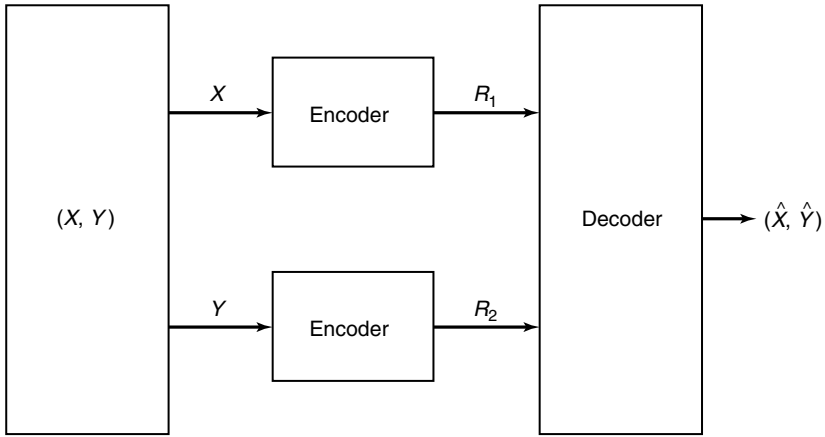 X
Encoder
R₁
(X, Y)
Decoder
(X̂, Ŷ)
Y
Encoder
R₂